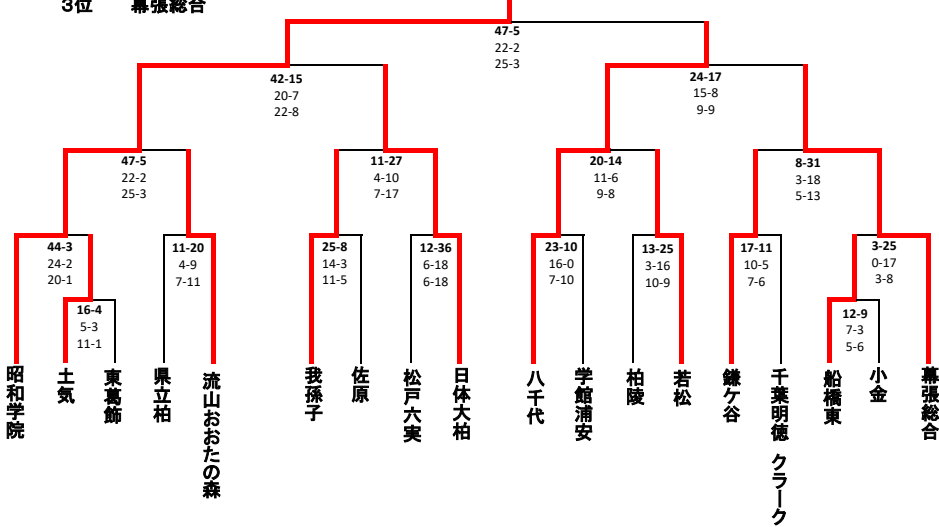 3位 幕張総合
47-5
22-2
25-3
42-15
20-7
22-8
24-17
15-8
9-9
47-5
22-2
25-3
11-27
4-10
7-17
20-14
11-6
9-8
8-31
3-18
5-13
44-3
24-2
20-1
11-20
4-9
7-11
25-8
14-3
11-5
12-36
6-18
6-18
23-10
16-0
7-10
13-25
3-16
10-9
17-11
10-5
7-6
3-25
0-17
3-8
16-4
5-3
11-1
12-9
7-3
5-6
昭和学院
土気
東葛飾
県立柏
流山おおたの森
我孫子
佐原
松戸六実
日体大柏
八千代
学館浦安
柏陵
若松
鎌ケ谷
千葉明徳 クラーク
船橋東
小金
幕張総合